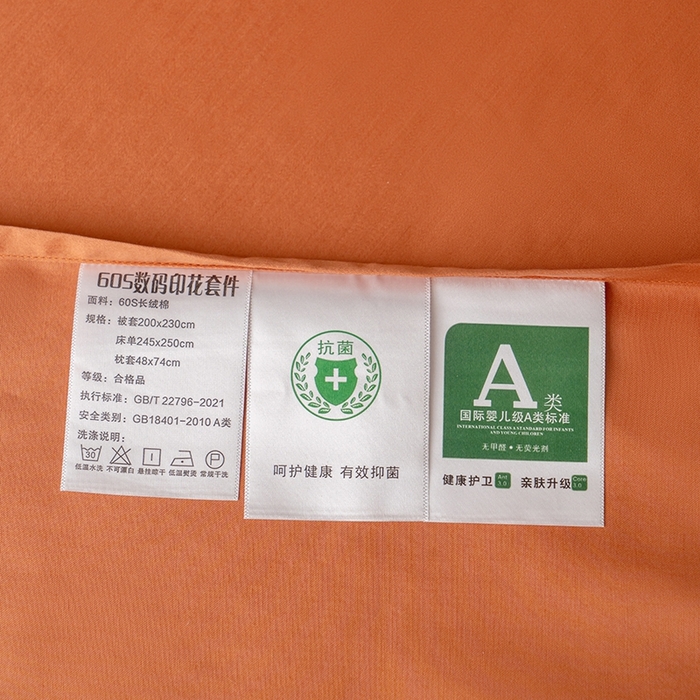 60S数码印花套件
面料：60S长绒棉
规格：被套200x230cm
床单245x250cm
枕套48x74cm
等级：合格品
执行标准：GB/T 22796-2021
安全类别：GB18401-2010 A类
洗涤说明：
30
P
低温水洗 不可漂白 悬挂晾干 低温熨烫 常规干洗
抗菌
呵护健康 有效抑菌
A类
国际婴儿级A类标准
INTERNATIONAL CLASS A STANDARD FOR INFANTS
AND YOUNG CHILDREN
无甲醛·无荧光剂
健康护卫 Ant 3.0 亲肤升级 Core 3.0